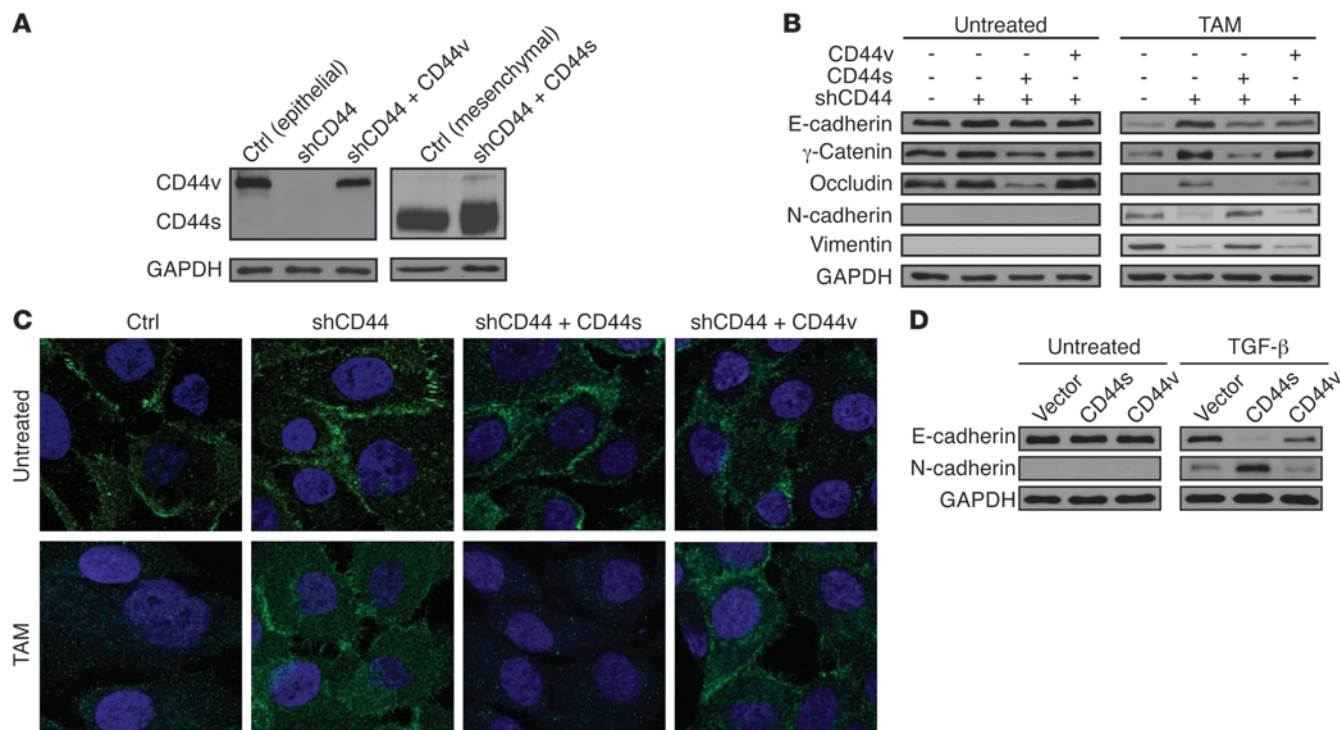 A
Ctrl (epithelial)
shCD44
shCD44 + CD44v
Ctrl (mesenchymal)
shCD44 + CD44s
CD44v
CD44s
GAPDH
B
Untreated TAM
CD44v - - - + - - - +
CD44s - - + - - - + -
shCD44 - + + + - + + +
E-cadherin
γ-Catenin
Occludin
N-cadherin
Vimentin
GAPDH
C
Ctrl shCD44 shCD44 + CD44s shCD44 + CD44v
Untreated
TAM
D
Untreated TGF-β
Vector CD44s CD44v Vector CD44s CD44v
E-cadherin
N-cadherin
GAPDH